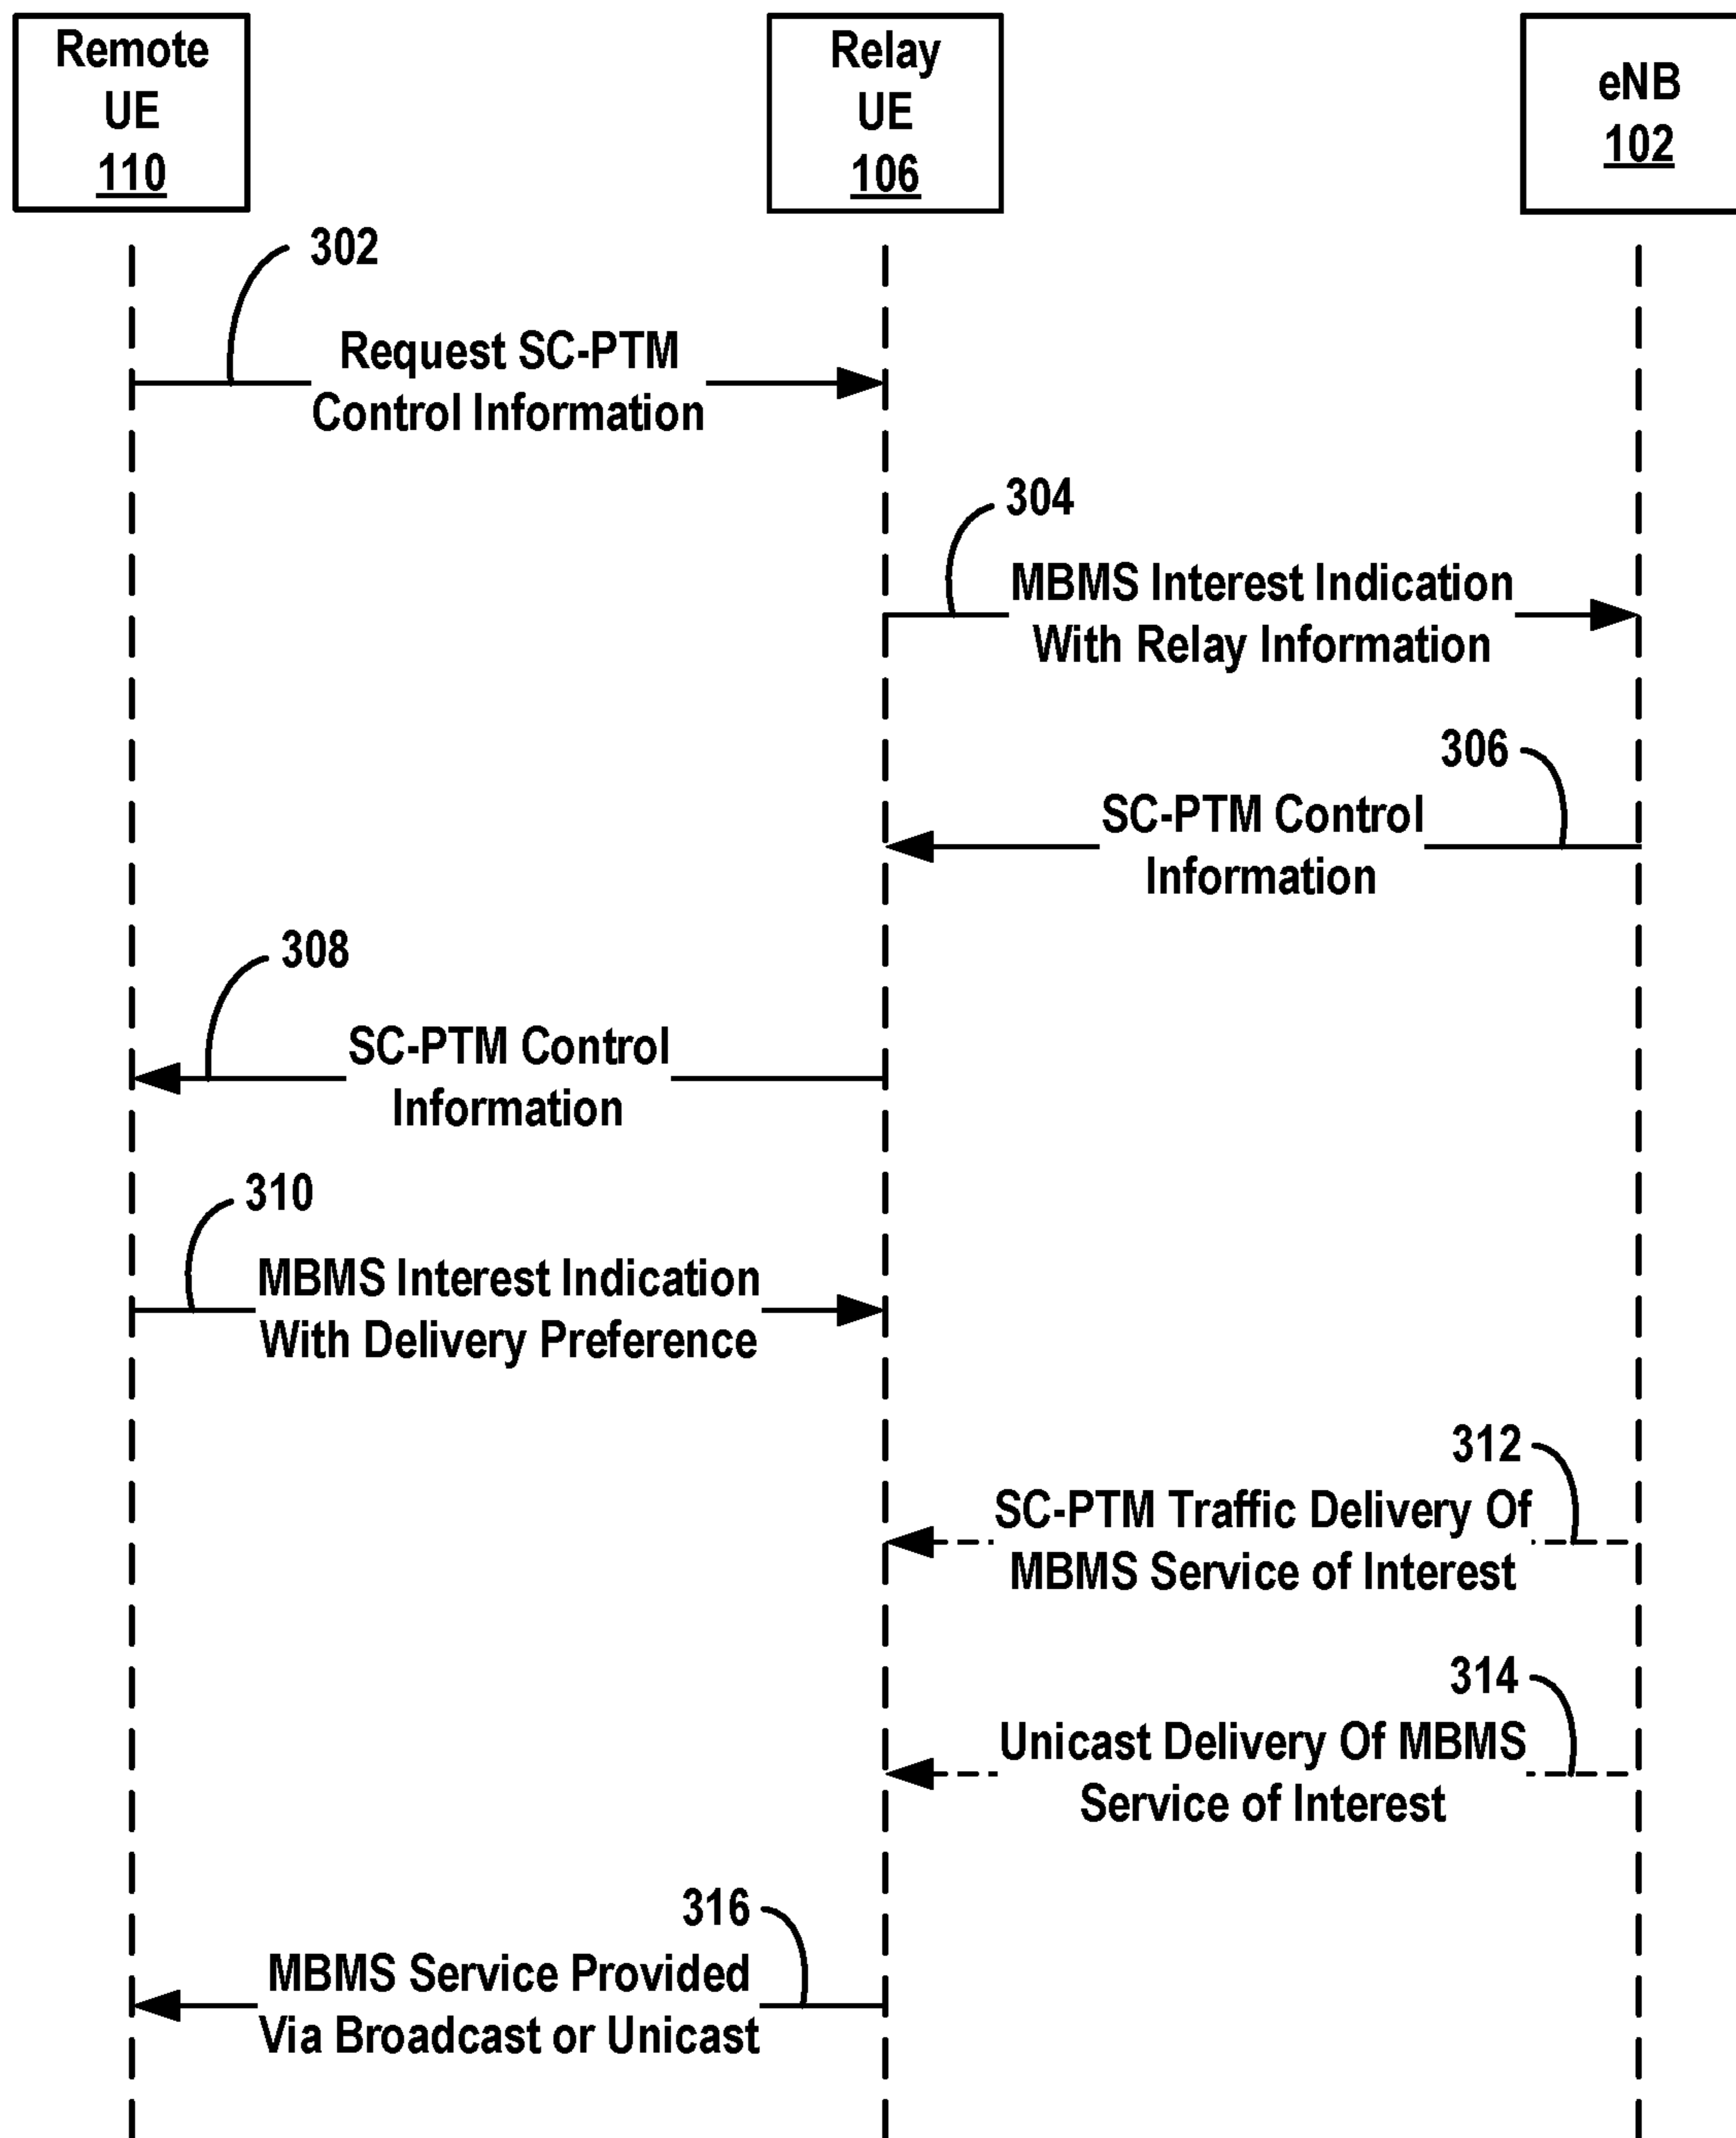 Remote
UE
110
Relay
UE
106
eNB
102
302
Request SC-PTM
Control Information
304
MBMS Interest Indication
With Relay Information
306
SC-PTM Control
Information
308
SC-PTM Control
Information
310
MBMS Interest Indication
With Delivery Preference
312
SC-PTM Traffic Delivery Of
MBMS Service of Interest
314
Unicast Delivery Of MBMS
Service of Interest
316
MBMS Service Provided
Via Broadcast or Unicast